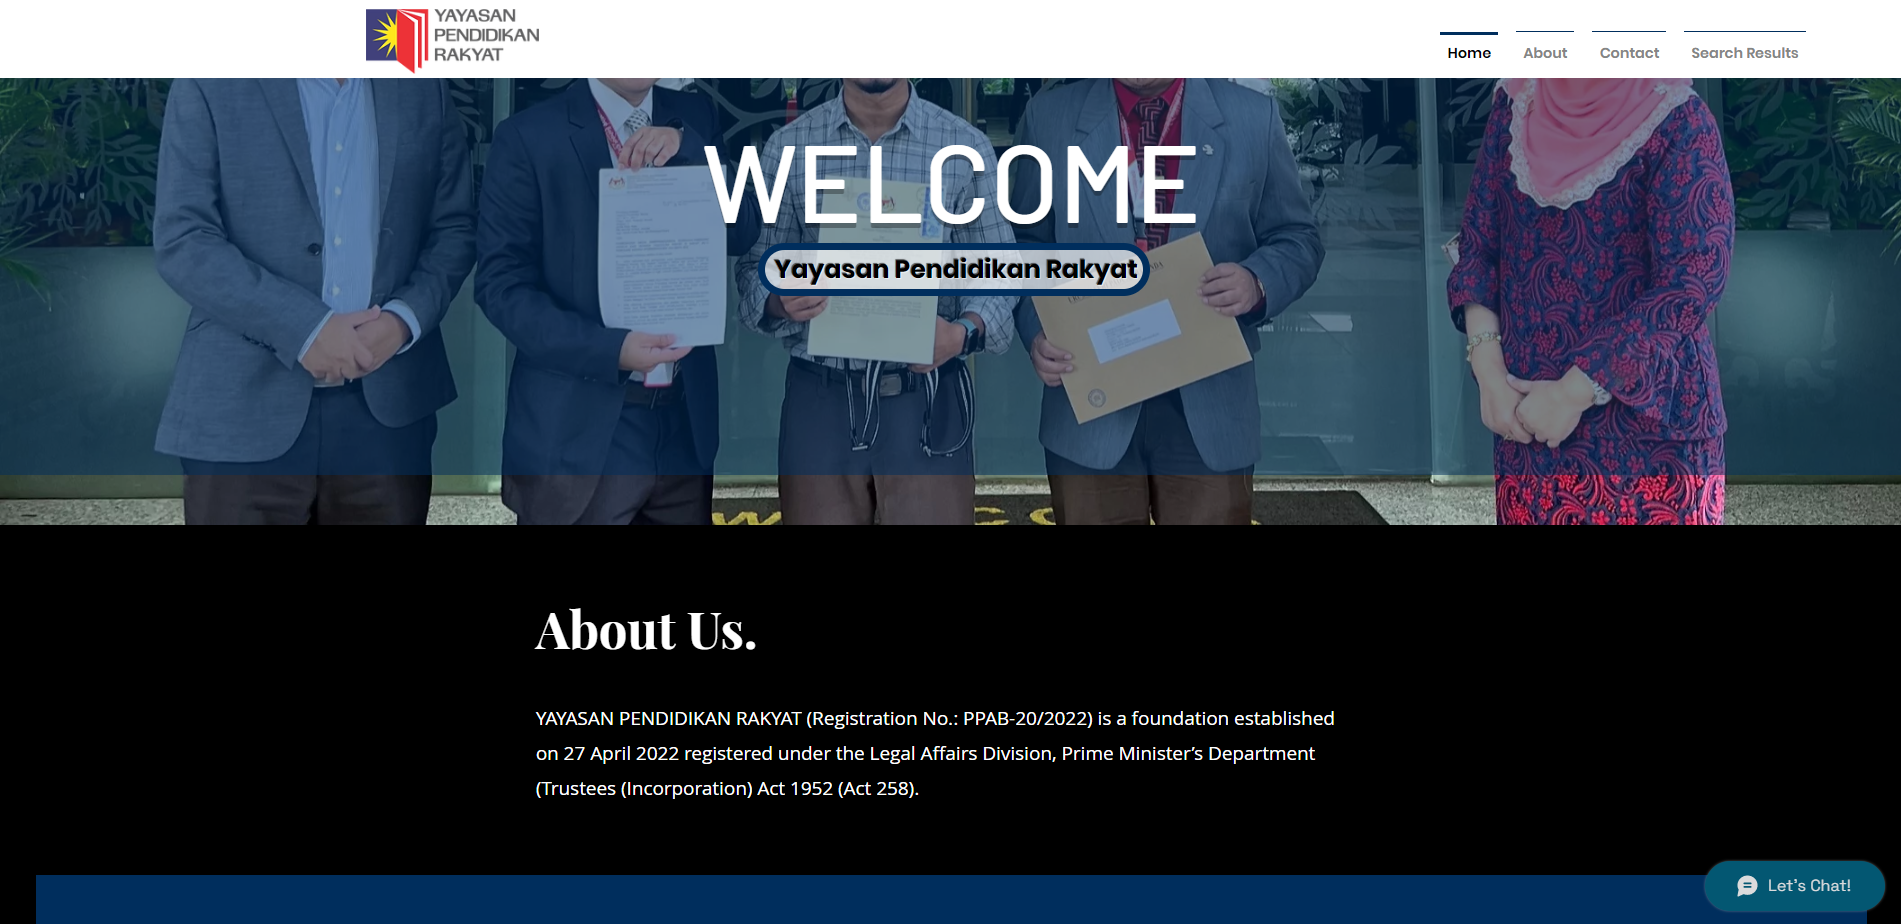 YAYASAN
PENDIDIKAN
RAKYAT
Home
About
Contact
Search Results
WELCOME
Yayasan Pendidikan Rakyat
About Us.
YAYASAN PENDIDIKAN RAKYAT (Registration No.: PPAB-20/2022) is a foundation established
on 27 April 2022 registered under the Legal Affairs Division, Prime Minister’s Department
(Trustees (Incorporation) Act 1952 (Act 258).
Let's Chat!